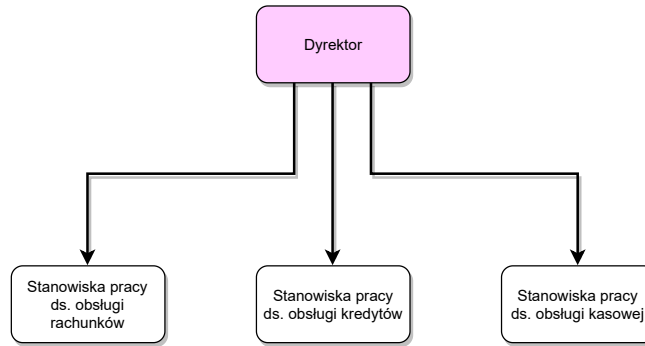 Dyrektor
Stanowiska pracy
ds. obsługi
rachunków
Stanowiska pracy
ds. obsługi kredytów
Stanowiska pracy
ds. obsługi kasowej